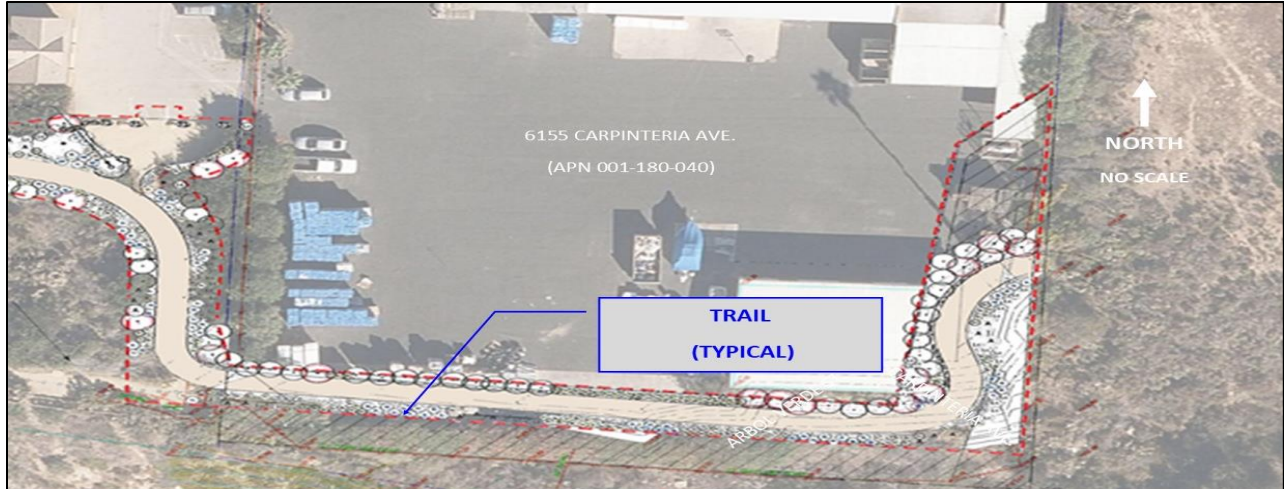 6155 CARPINTERIA AVE.
(APN 001-180-040)
NORTH
NO SCALE
TRAIL
(TYPICAL)